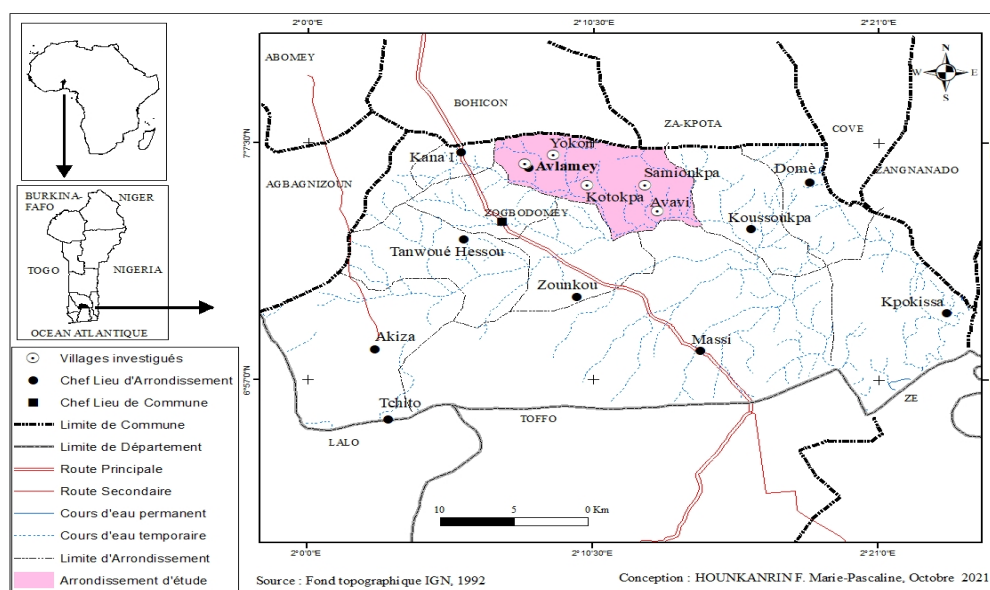 2°0'0"E
2°10'30"E
2°21'0"E
ABOMEY
BOHICON
ZA-KPOTA
COVE
ZANGNANADO
AGBAGNIZOUN
N
W
E
S
7°7'30"N
7°7'30"N
Kana I
Yokon
Avlamey
Samionkpa
Kotokpa
Avavi
Domè
Koussoukpa
ZOGBODOMEY
Tanwoué Hessou
Zounkou
Kpokissa
Akiza
Massi
Tchito
LALO
TOFFO
ZE
6°57'0"N
10
5
0 Km
2°0'0"E
2°10'30"E
2°21'0"E
BURKINA-
FAFO
NIGER
TOGO
NIGERIA
OCEAN ATLANTIQUE
Villages investigués
Chef Lieu d'Arrondissement
Chef Lieu de Commune
Limite de Commune
Limite de Département
Route Principale
Route Secondaire
Cours d'eau permanent
Cours d'eau temporaire
Limite d'Arrondissement
Arrondissement d'étude
Source : Fond topographique IGN, 1992
Conception : HOUNKANRIN F. Marie-Pascaline, Octobre 2021